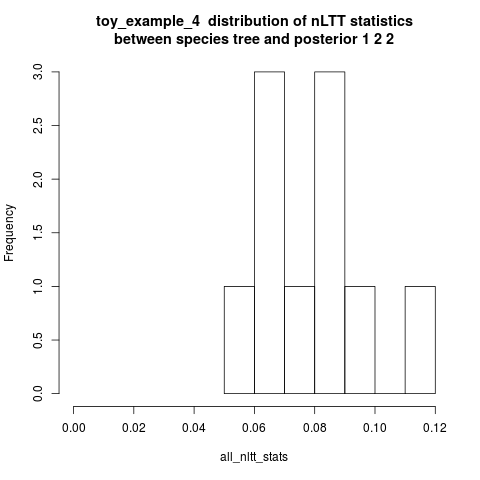 toy_example_4  distribution of nLTT statistics
between species tree and posterior 1 2 2
3.0
2.5
2.0
1.5
1.0
0.5
0.0
Frequency
0.00 0.02 0.04 0.06 0.08 0.10 0.12
all_nltt_stats